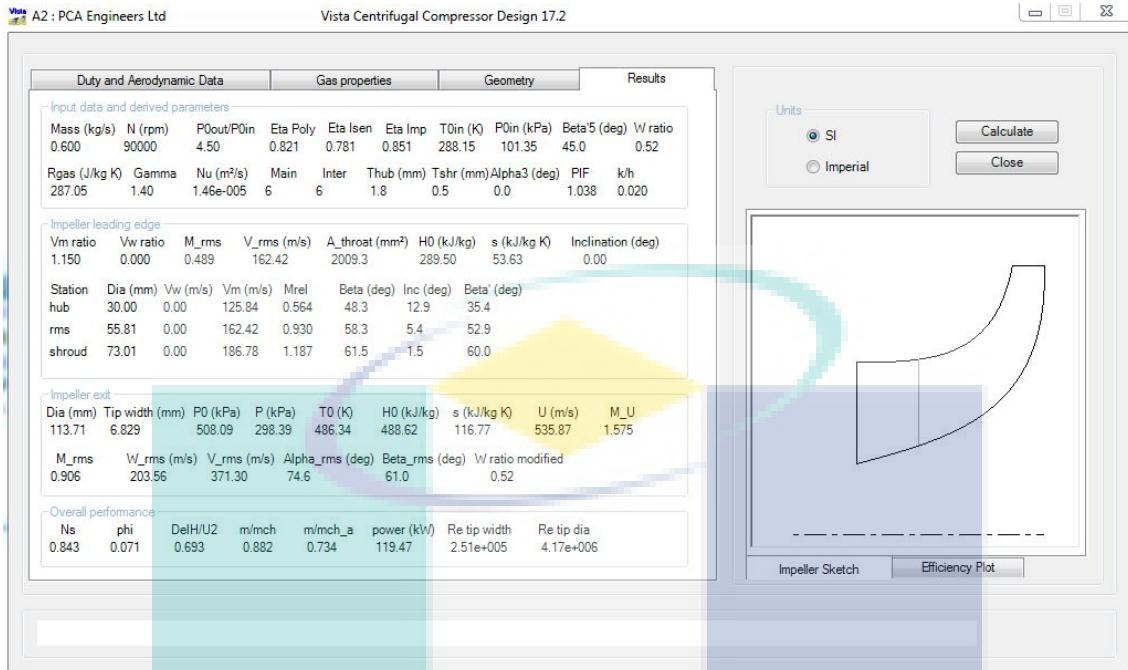 Vista A2 : PCA Engineers Ltd Vista Centrifugal Compressor Design 17.2
Duty and Aerodynamic Data Gas properties Geometry Results
Input data and derived parameters
Mass (kg/s) N (rpm) P0out/P0in Eta Poly Eta Isen Eta Imp T0in (K) P0in (kPa) Beta'5 (deg) W ratio
0.600 90000 4.50 0.821 0.781 0.851 288.15 101.35 45.0 0.52
Rgas (J/kg K) Gamma Nu (m²/s) Main Inter Thub (mm) Tshr (mm) Alpha3 (deg) PIF k/h
287.05 1.40 1.46e-005 6 6 1.8 0.5 0.0 1.038 0.020
Impeller leading edge
Vm ratio Vw ratio M_rms V_rms (m/s) A_throat (mm²) H0 (kJ/kg) s (kJ/kg K) Inclination (deg)
1.150 0.000 0.489 162.42 2009.3 289.50 53.63 0.00
Station Dia (mm) Vw (m/s) Vm (m/s) Mrel Beta (deg) Inc (deg) Beta' (deg)
hub 30.00 0.00 125.84 0.564 48.3 12.9 35.4
rms 55.81 0.00 162.42 0.930 58.3 5.4 52.9
shroud 73.01 0.00 186.78 1.187 61.5 1.5 60.0
Impeller exit
Dia (mm) Tip width (mm) P0 (kPa) P (kPa) T0 (K) H0 (kJ/kg) s (kJ/kg K) U (m/s) M_U
113.71 6.829 508.09 298.39 486.34 488.62 116.77 535.87 1.575
M_rms W_rms (m/s) V_rms (m/s) Alpha_rms (deg) Beta_rms (deg) W ratio modified
0.906 203.56 371.30 74.6 61.0 0.52
Overall performance
Ns phi DelH/U2 m/mch m/mch_a power (kW) Re tip width Re tip dia
0.843 0.071 0.693 0.882 0.734 119.47 2.51e+005 4.17e+006
Units
SI
Imperial
Calculate
Close
Impeller Sketch Efficiency Plot